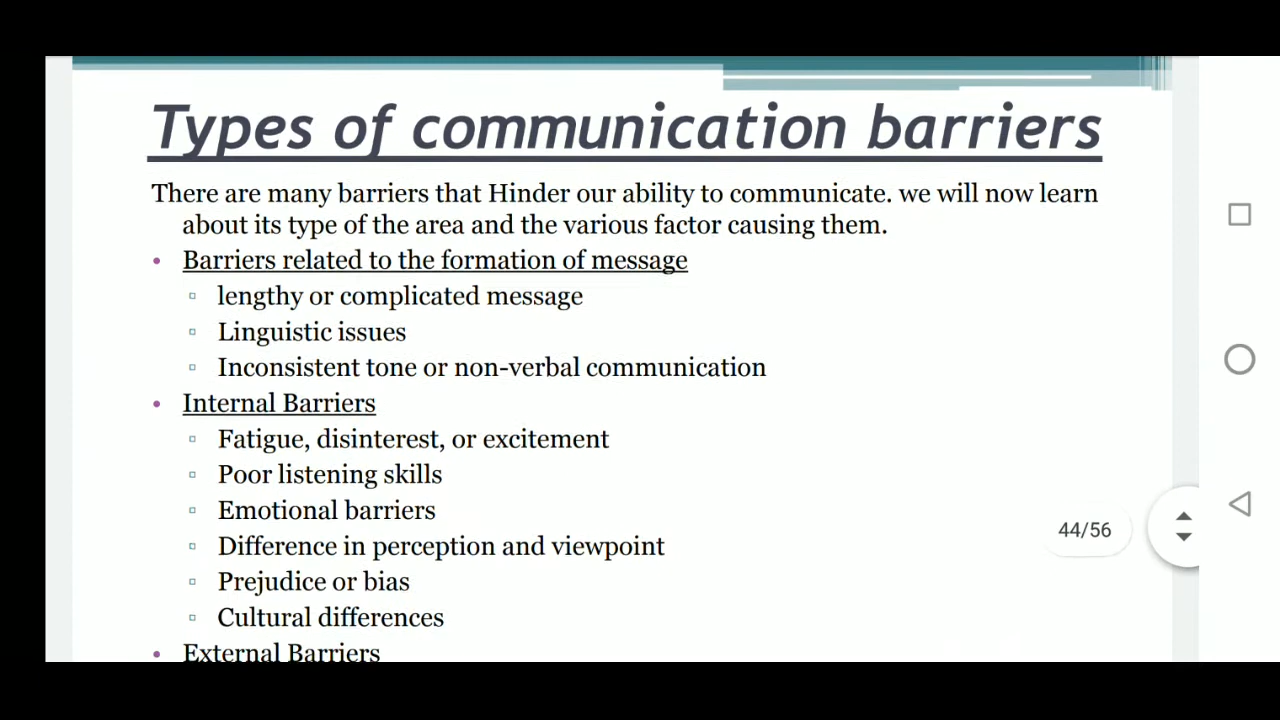 Types of communication barriers
There are many barriers that Hinder our ability to communicate. we will now learn
about its type of the area and the various factor causing them.
• Barriers related to the formation of message
▫ lengthy or complicated message
▫ Linguistic issues
▫ Inconsistent tone or non-verbal communication
• Internal Barriers
▫ Fatigue, disinterest, or excitement
▫ Poor listening skills
▫ Emotional barriers
▫ Difference in perception and viewpoint
▫ Prejudice or bias
▫ Cultural differences
• External Barriers
44/56